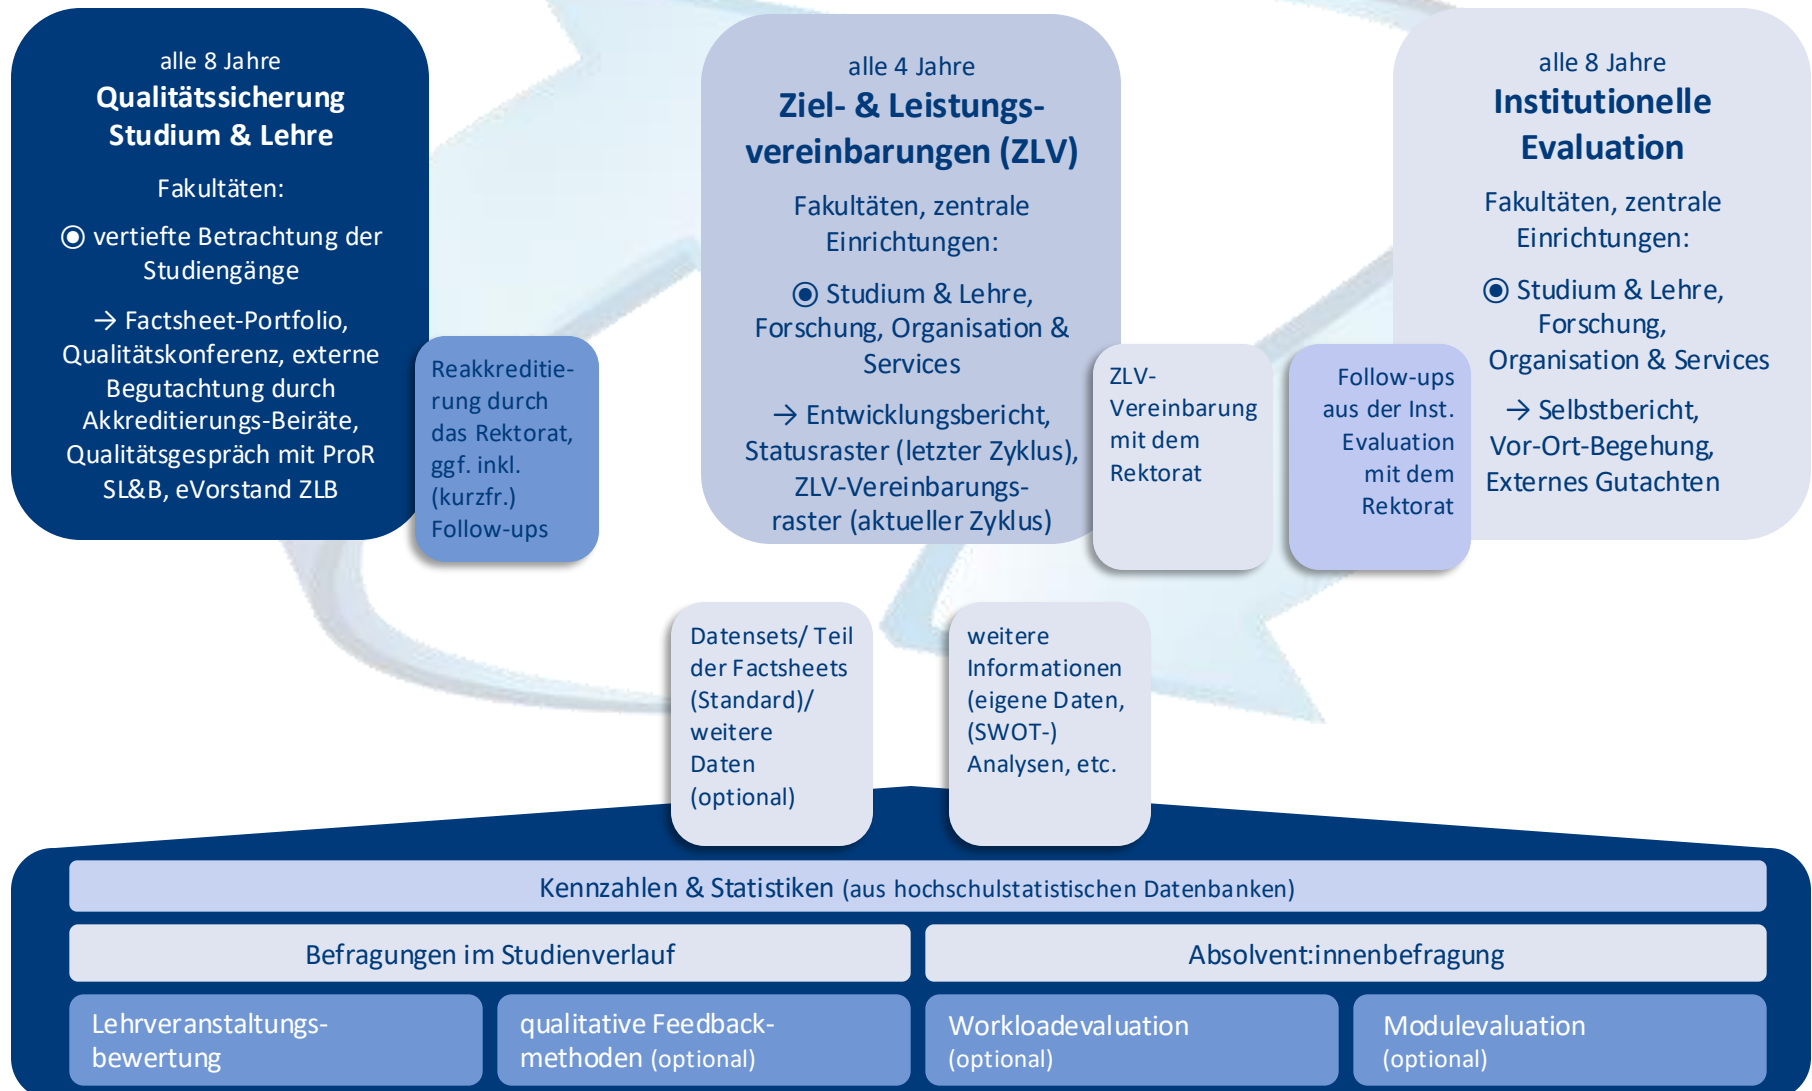 alle 8 Jahre
Qualitätssicherung
Studium & Lehre
Fakultäten:
◉ vertiefte Betrachtung der
Studiengänge
→ Factsheet-Portfolio,
Qualitätskonferenz, externe
Begutachtung durch
Akkreditierungs-Beiräte,
Qualitätsgespräch mit ProR
SL&B, eVorstand ZLB
Reakkreditie-
rung durch
das Rektorat,
ggf. inkl.
(kurzfr.)
Follow-ups
alle 4 Jahre
Ziel- & Leistungs-
vereinbarungen (ZLV)
Fakultäten, zentrale
Einrichtungen:
◉ Studium & Lehre,
Forschung, Organisation &
Services
→ Entwicklungsbericht,
Statusraster (letzter Zyklus),
ZLV-Vereinbarungs-
raster (aktueller Zyklus)
ZLV-
Vereinbarung
mit dem
Rektorat
alle 8 Jahre
Institutionelle
Evaluation
Fakultäten, zentrale
Einrichtungen:
◉ Studium & Lehre,
Forschung,
Organisation & Services
→ Selbstbericht,
Vor-Ort-Begehung,
Externes Gutachten
Follow-ups
aus der Inst.
Evaluation
mit dem
Rektorat
Datensets/ Teil
der Factsheets
(Standard)/
weitere
Daten
(optional)
weitere
Informationen
(eigene Daten,
(SWOT-)
Analysen, etc.
Kennzahlen & Statistiken (aus hochschulstatistischen Datenbanken)
Befragungen im Studienverlauf
Absolvent:innenbefragung
Lehrveranstaltungs-
bewertung
qualitative Feedback-
methoden (optional)
Workloadevaluation
(optional)
Modulevaluation
(optional)